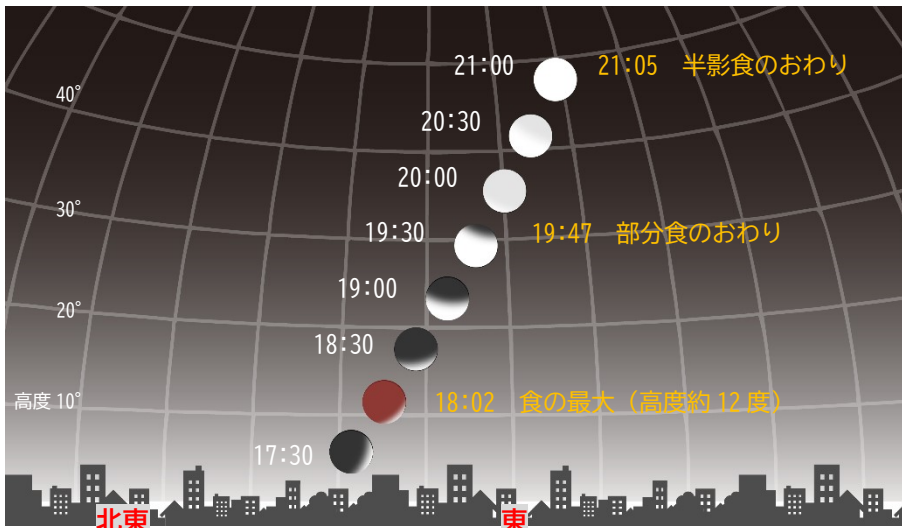 21:00
21:05 半影食のおわり
40°
20:30
20:00
30°
19:30
19:47 部分食のおわり
19:00
20°
18:30
高度 10°
18:02 食の最大（高度約 12 度）
17:30
北東
東